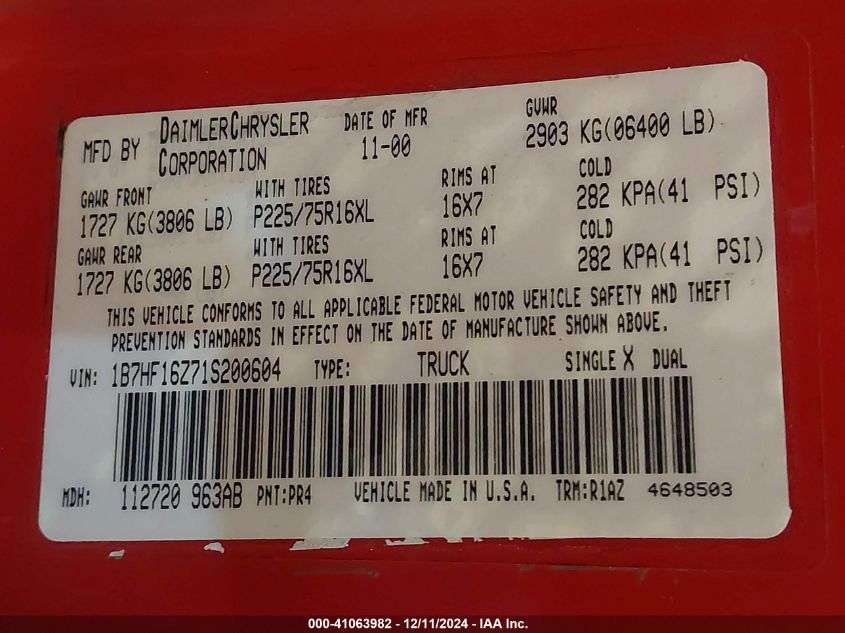 MFD BY DAIMLERCHRYSLER CORPORATION DATE OF MFR 11-00 GVWR 2903 KG(06400 LB)
GAWR FRONT WITH TIRES RIMS AT COLD
1727 KG(3806 LB) P225/75R16XL 16X7 282 KPA(41 PSI)
GAWR REAR WITH TIRES RIMS AT COLD
1727 KG(3806 LB) P225/75R16XL 16X7 282 KPA(41 PSI)
THIS VEHICLE CONFORMS TO ALL APPLICABLE FEDERAL MOTOR VEHICLE SAFETY AND THEFT
PREVENTION STANDARDS IN EFFECT ON THE DATE OF MANUFACTURE SHOWN ABOVE.
VIN: 1B7HF16Z71S200604 TYPE: TRUCK SINGLE X DUAL
MDH: 112720 963AB PNT:PR4 VEHICLE MADE IN U.S.A. TRM:R1AZ 4648503
000-41063982 - 12/11/2024 - IAA Inc.